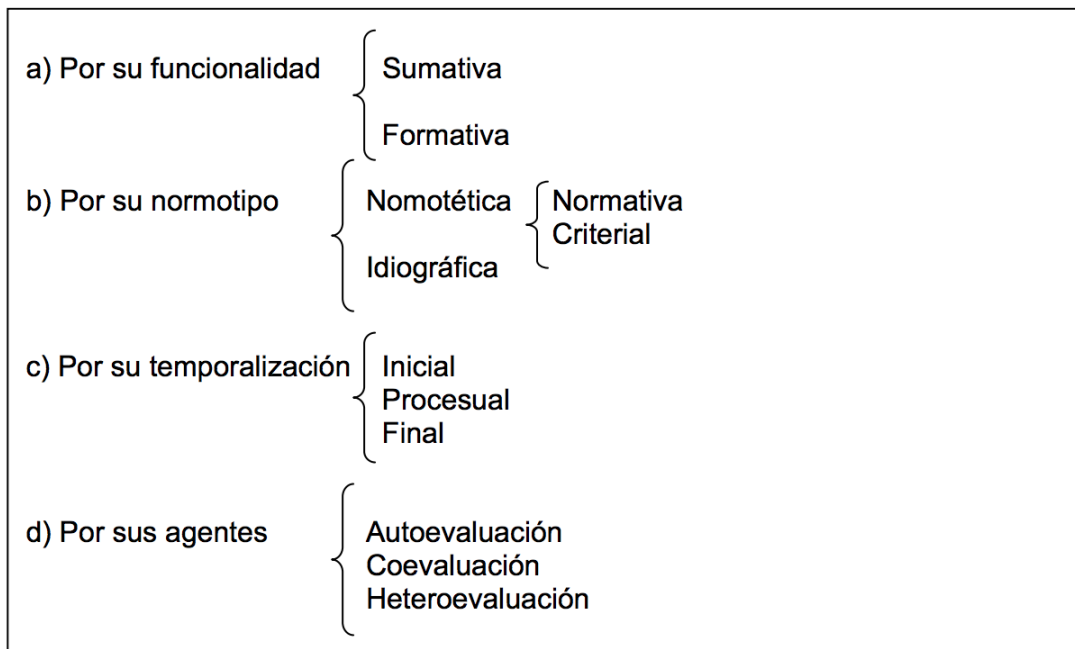 a) Por su funcionalidad Sumativa
Formativa
b) Por su normotipo Nomotética Normativa
Criterial
Idiográfica
c) Por su temporalización Inicial
Procesual
Final
d) Por sus agentes Autoevaluación
Coevaluación
Heteroevaluación